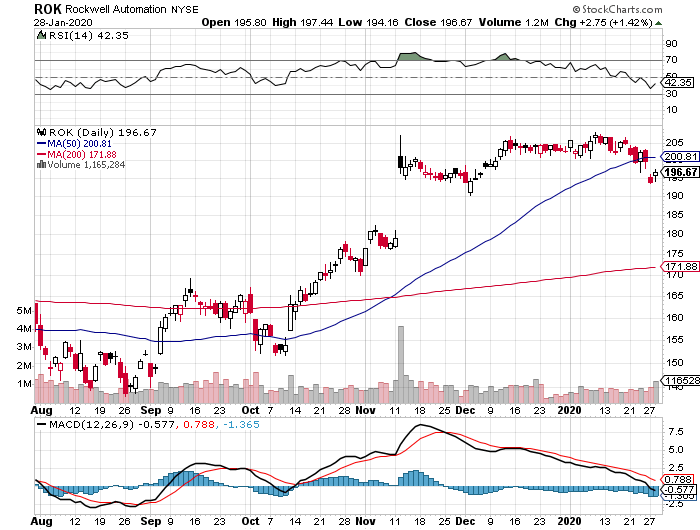 ROK Rockwell Automation NYSE © StockCharts.com
28-Jan-2020 Open 195.80 High 197.44 Low 194.16 Close 196.67 Volume 1.2M Chg +2.75 (+1.42%)
RSI(14) 42.35
90
70
50
42.35
30
10
ROK (Daily) 196.67
MA(50) 200.81
MA(200) 171.88
Volume 1,165,284
205
200.81
196.67
195
190
185
180
175
171.88
170
165
160
155
150
145
140
5M
4M
3M
2M
1M
Aug 12 19 26 Sep 9 16 23 Oct 7 14 21 28 Nov 11 18 25 Dec 9 16 23 2020 13 21 27
MACD(12,26,9) -0.577, 0.788, -1.365
7.5
5.0
2.5
0.788
-0.577
-2.5
-5.0
Aug 12 19 26 Sep 9 16 23 Oct 7 14 21 28 Nov 11 18 25 Dec 9 16 23 2020 13 21 27